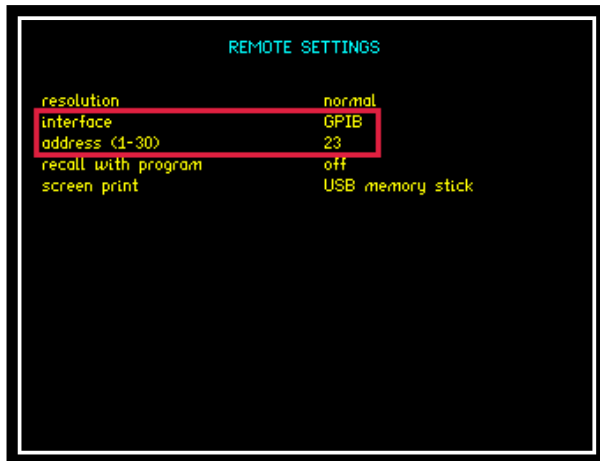 REMOTE SETTINGS
resolution normal
interface GPIB
address (1-30) 23
recall with program off
screen print USB memory stick